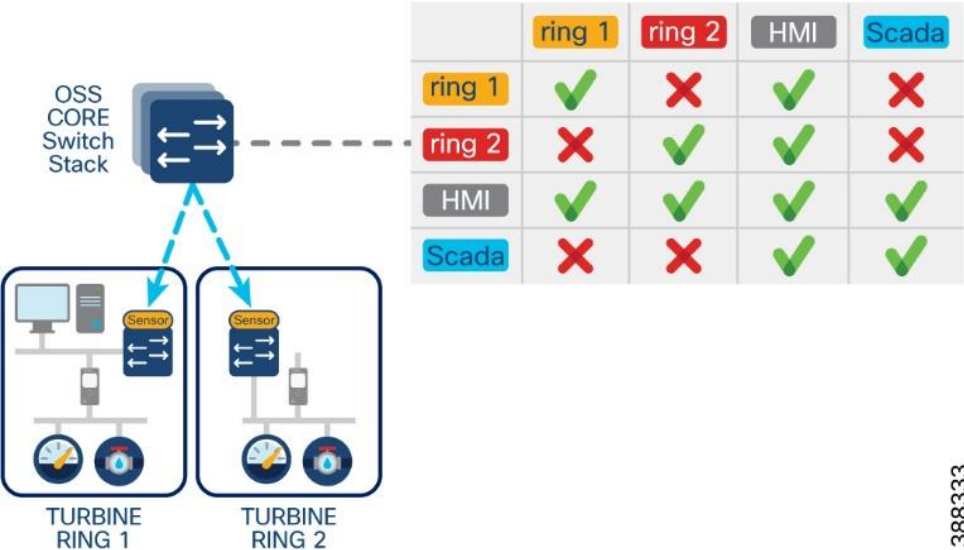 ring 1 ring 2 HMI Scada
ring 1
ring 2
HMI
Scada
OSS
CORE
Switch
Stack
Sensor
Sensor
TURBINE
RING 1
TURBINE
RING 2
388333